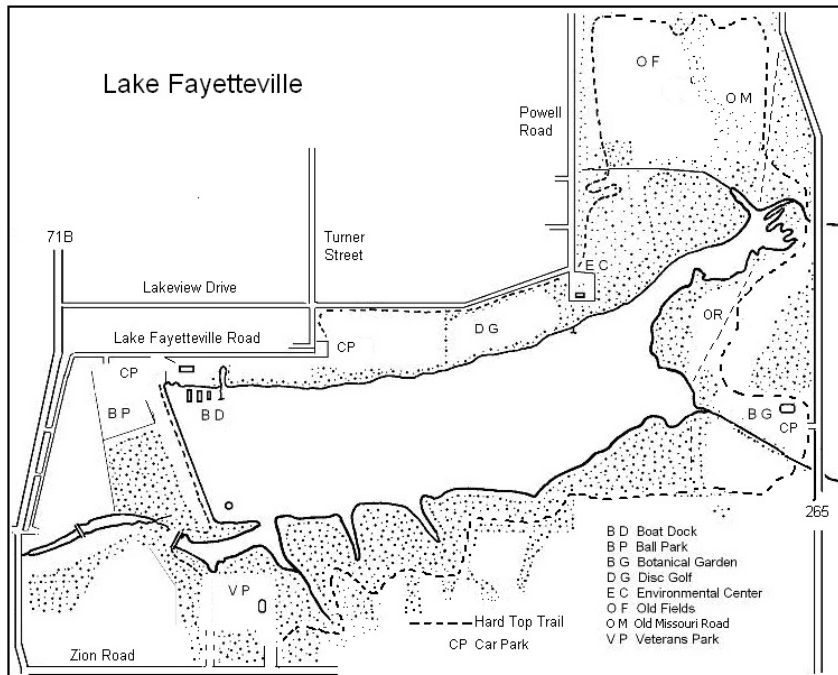 Lake Fayetteville
O F
O M
Powell
Road
71B
Turner
Street
E C
Lakeview Drive
OR
Lake Fayetteville Road
CP
D G
CP
B P
B D
B G
CP
265
B D Boat Dock
B P Ball Park
B G Botanical Garden
D G Disc Golf
E C Environmental Center
O F Old Fields
O M Old Missouri Road
V P Veterans Park
V P
Hard Top Trail
CP Car Park
Zion Road